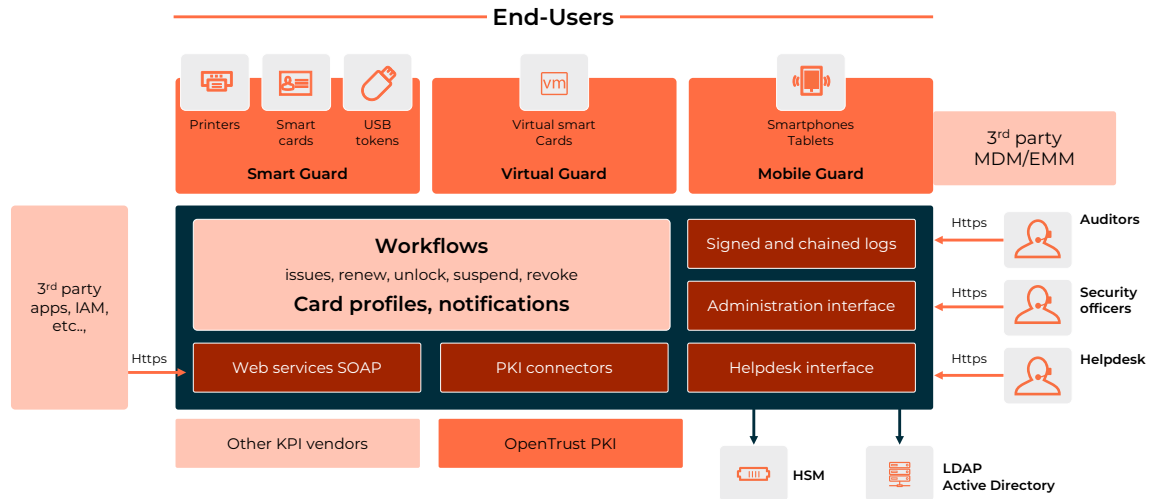 End-Users
Printers
Smart
cards
USB
tokens
Smart Guard
vm
Virtual smart
Cards
Virtual Guard
Smartphones
Tablets
Mobile Guard
3rd party
MDM/EMM
3rd party
apps, IAM,
etc..,
Https
Workflows
issues, renew, unlock, suspend, revoke
Card profiles, notifications
Signed and chained logs
Administration interface
Web services SOAP
PKI connectors
Helpdesk interface
Https
Auditors
Https
Security
officers
Https
Helpdesk
Other KPI vendors
OpenTrust PKI
HSM
LDAP
Active Directory